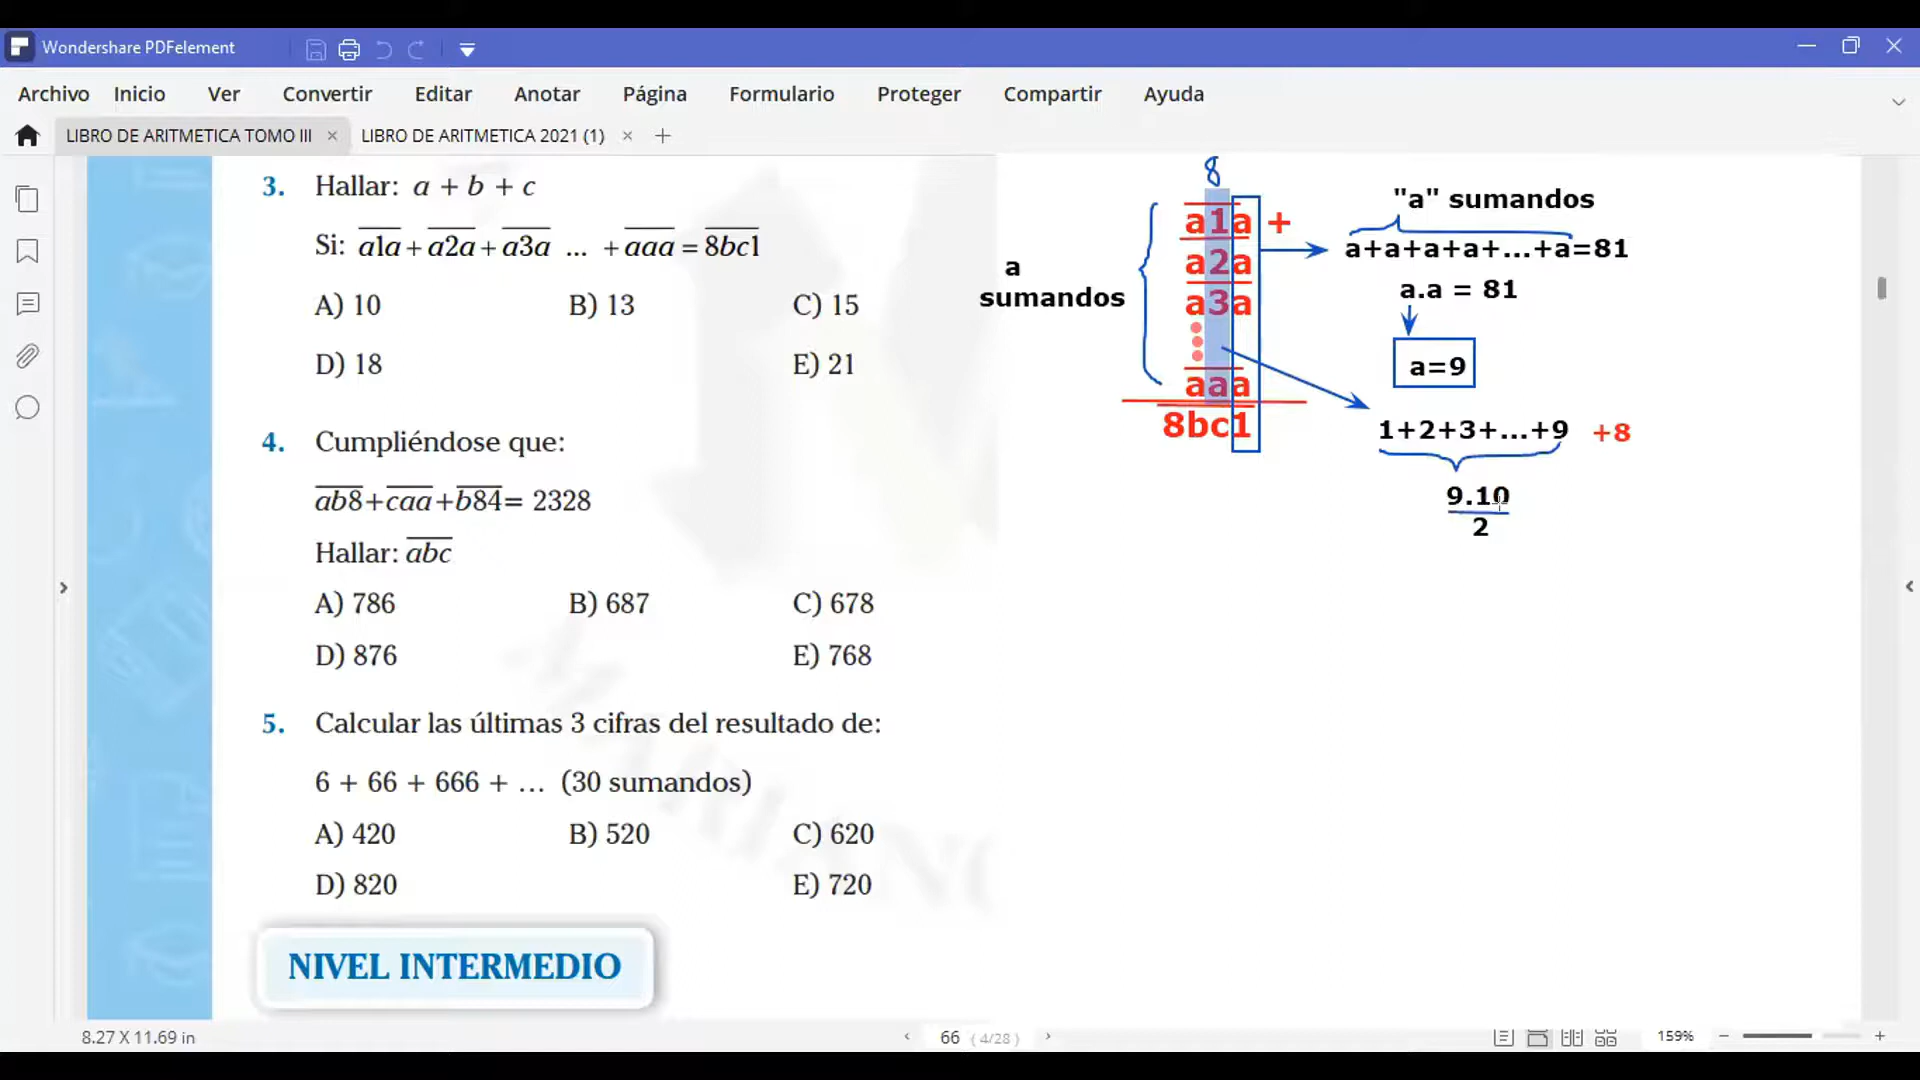 Wondershare PDFelement
Archivo Inicio Ver Convertir Editar Anotar Página Formulario Proteger Compartir Ayuda
LIBRO DE ARITMETICA TOMO III × LIBRO DE ARITMETICA 2021 (1) × +
3. Hallar: a + b + c
Si: a1a + a2a + a3a ... + aaa = 8bc1
A) 10 B) 13 C) 15
D) 18 E) 21
4. Cumpliéndose que:
ab8+caa+b84= 2328
Hallar: abc
A) 786 B) 687 C) 678
D) 876 E) 768
5. Calcular las últimas 3 cifras del resultado de:
6 + 66 + 666 + ... (30 sumandos)
A) 420 B) 520 C) 620
D) 820 E) 720
NIVEL INTERMEDIO
8
a1a +
a2a
a3a
aaa
8bc1
a
sumandos
"a" sumandos
a+a+a+a+...+a=81
a.a = 81
a=9
1+2+3+...+9 +8
9.10
2
8.27 X 11.69 in
66 ( 4/28 )
159% − +